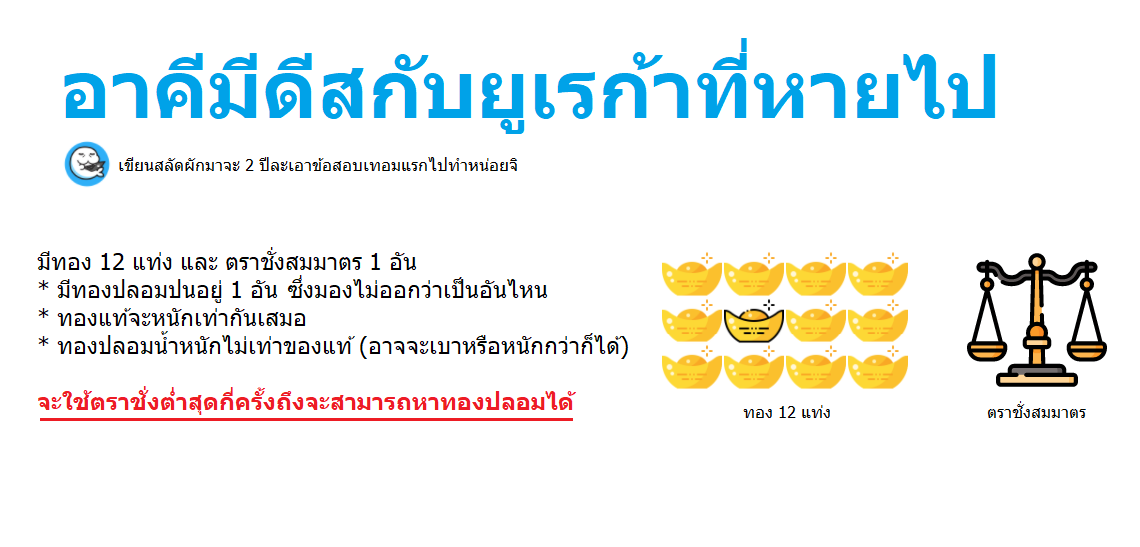 อาคีมีดีสกับยูเรก้าที่หายไป
เขียนสลัดผักมาจะ 2 ปีละเอาข้อสอบเทอมแรกไปทำหน่อยจิ
มีทอง 12 แท่ง และ ตราชั่งสมมาตร 1 อัน
* มีทองปลอมปนอยู่ 1 อัน ซึ่งมองไม่ออกว่าเป็นอันไหน
* ทองแท้จะหนักเท่ากันเสมอ
* ทองปลอมน้ำหนักไม่เท่าของแท้ (อาจจะเบาหรือหนักกว่าก็ได้)
จะใช้ตราชั่งต่ำสุดกี่ครั้งถึงจะสามารถหาทองปลอมได้
ทอง 12 แท่ง
ตราชั่งสมมาตร